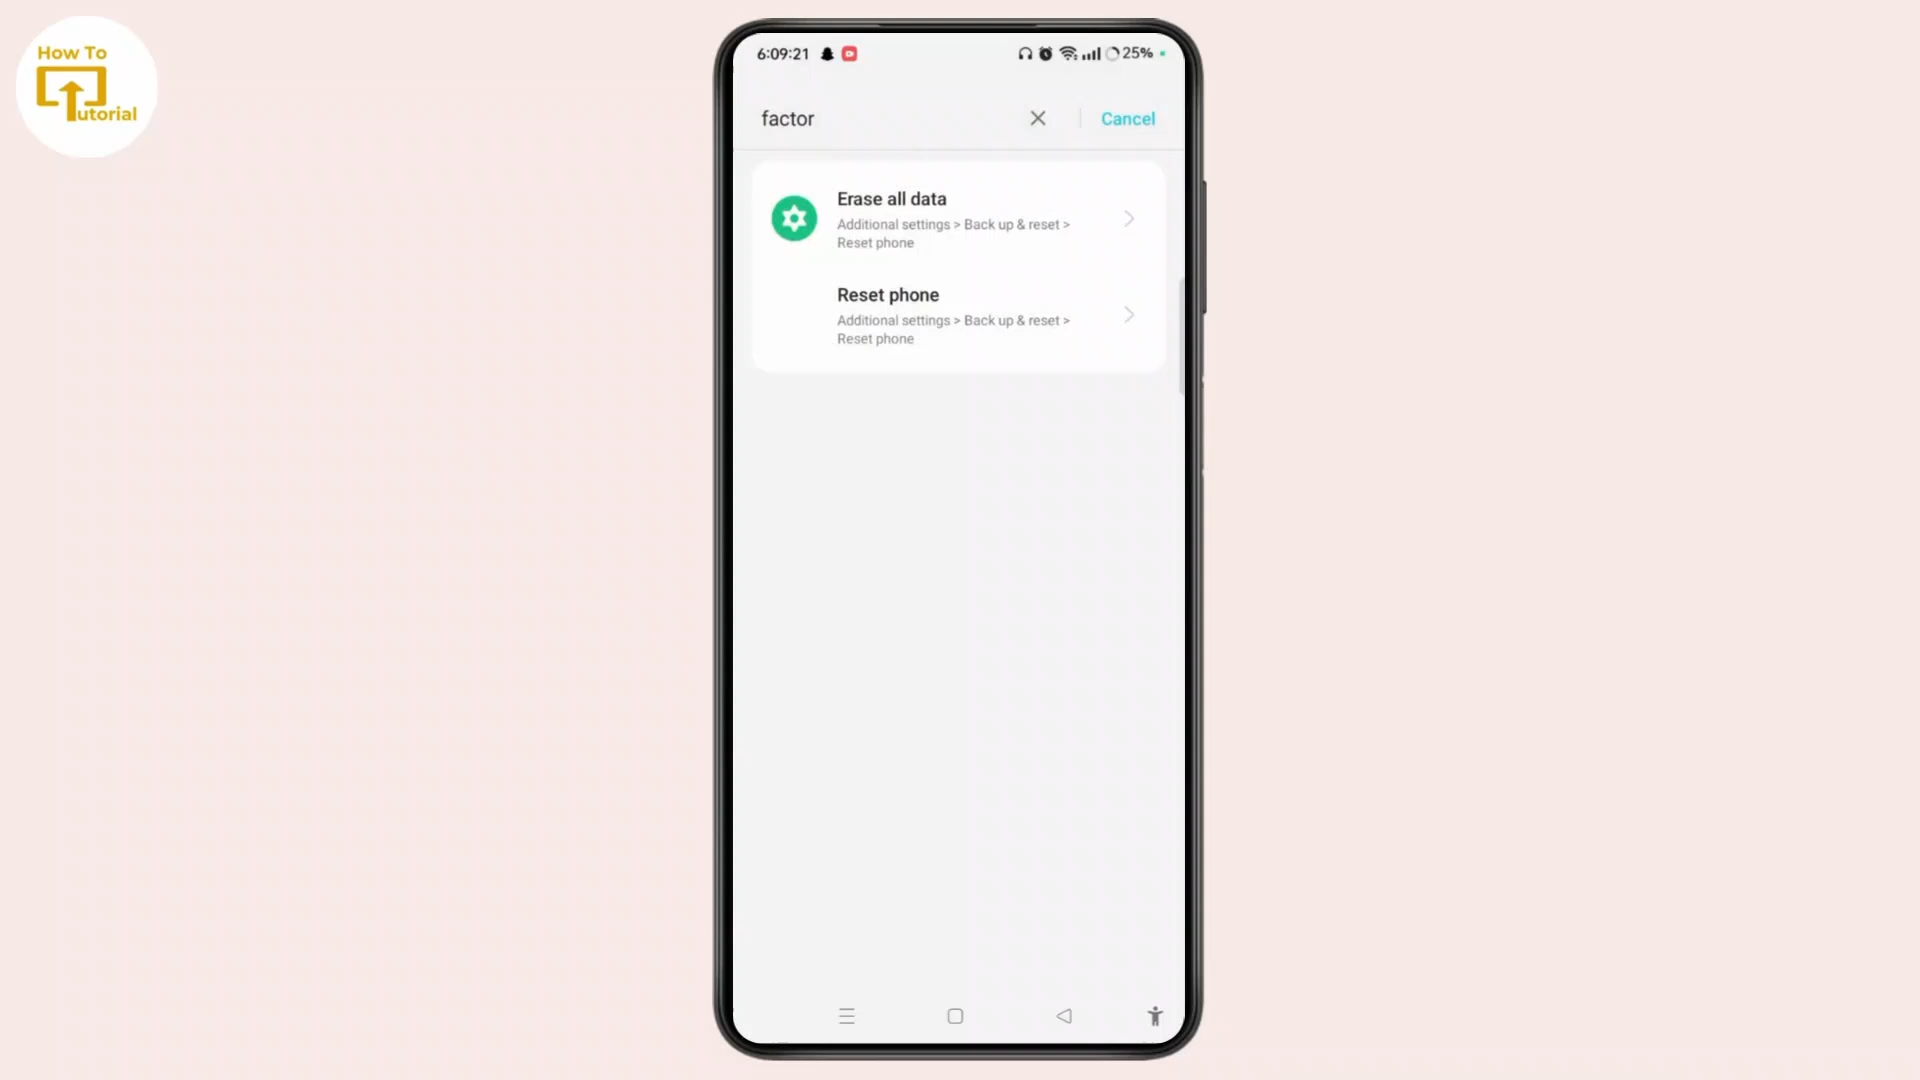 How To
Tutorial
6:09:21
25%
factor
Cancel
Erase all data
Additional settings > Back up & reset >
Reset phone
Reset phone
Additional settings > Back up & reset >
Reset phone